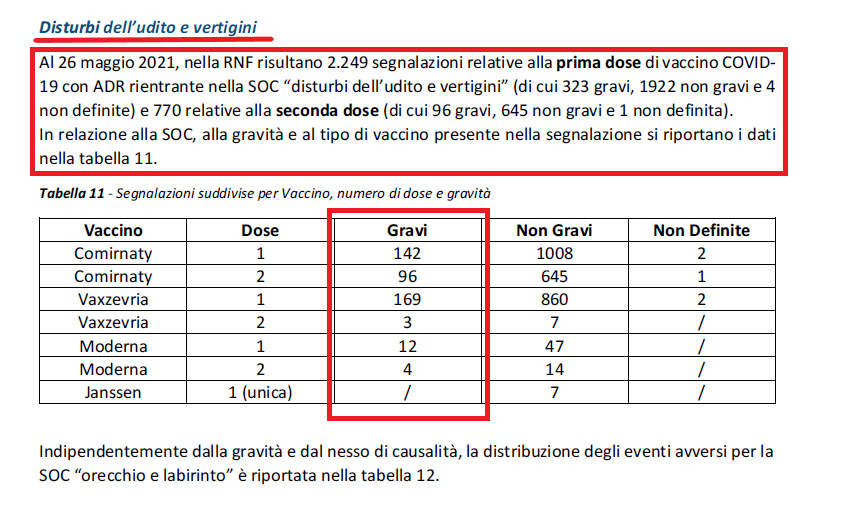 Disturbi dell’udito e vertigini
Al 26 maggio 2021, nella RNF risultano 2.249 segnalazioni relative alla prima dose di vaccino COVID-
19 con ADR rientrante nella SOC “disturbi dell’udito e vertigini” (di cui 323 gravi, 1922 non gravi e 4
non definite) e 770 relative alla seconda dose (di cui 96 gravi, 645 non gravi e 1 non definita).
In relazione alla SOC, alla gravità e al tipo di vaccino presente nella segnalazione si riportano i dati
nella tabella 11.
Tabella 11 - Segnalazioni suddivise per Vaccino, numero di dose e gravità
Vaccino Dose Gravi Non Gravi Non Definite
Comirnaty 1 142 1008 2
Comirnaty 2 96 645 1
Vaxzevria 1 169 860 2
Vaxzevria 2 3 7 /
Moderna 1 12 47 /
Moderna 2 4 14 /
Janssen 1 (unica) / 7 /
Indipendentemente dalla gravità e dal nesso di causalità, la distribuzione degli eventi avversi per la
SOC “orecchio e labirinto” è riportata nella tabella 12.